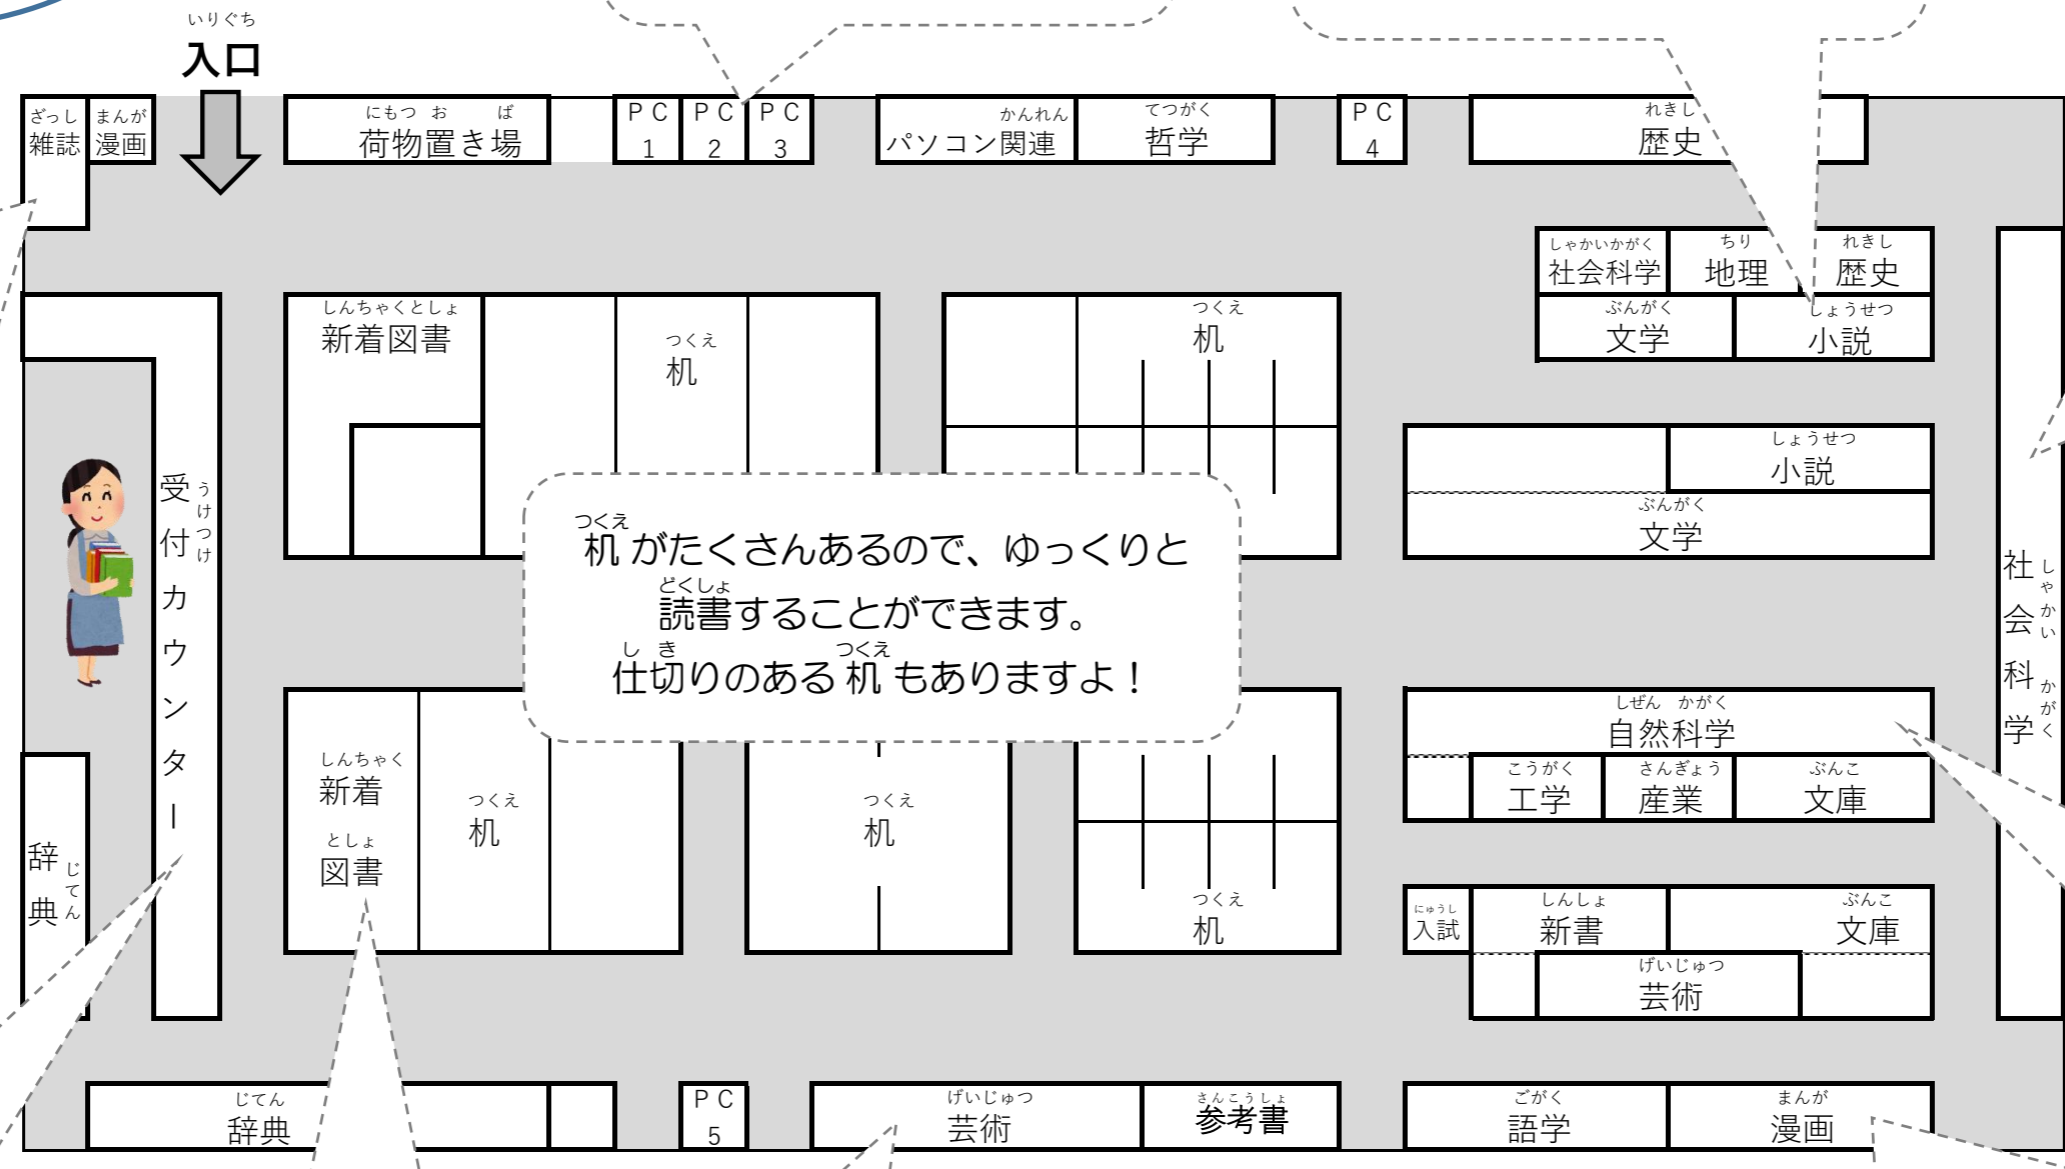 いりぐち
入口
ざっし
雑誌
まんが
漫画
にもつ お ば
荷物置き場
PC
1
PC
2
PC
3
かんれん
パソコン関連
てつがく
哲学
PC
4
れきし
歴史
しゃかいかがく
社会科学
ちり
地理
れきし
歴史
ぶんがく
文学
しょうせつ
小説
しんちゃくとしょ
新着図書
つくえ
机
つくえ
机
しょうせつ
小説
ぶんがく
文学
受付カウンター
うけつけ
つくえ
机がたくさんあるので、ゆっくりと
どくしょ
読書することができます。
しき つくえ
仕切りのある机もありますよ!
社会科学
しゃかい かがく
しぜん かがく
自然科学
こうがく
工学
さんぎょう
産業
ぶんこ
文庫
しんちゃく
新着
としょ
図書
つくえ
机
つくえ
机
つくえ
机
辞典
じてん
にゅうし
入試
しんしょ
新書
ぶんこ
文庫
げいじゅつ
芸術
じてん
辞典
PC
5
げいじゅつ
芸術
さんこうしょ
参考書
ごがく
語学
まんが
漫画